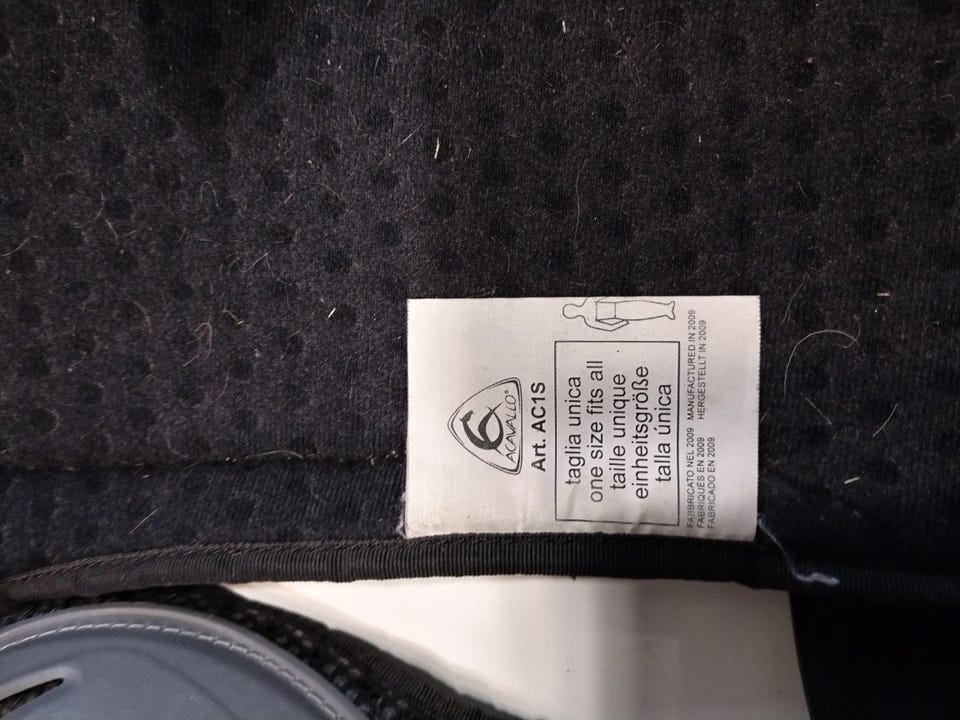 ACAVALLO®
Art. AC1S
taglia unica
one size fits all
taille unique
einheitsgröße
talla única
FABBRICATO NEL 2009 MANUFACTURED IN 2009
FABRIQUÉS EN 2009 HERGESTELLT IN 2009
FABRICADO EN 2009